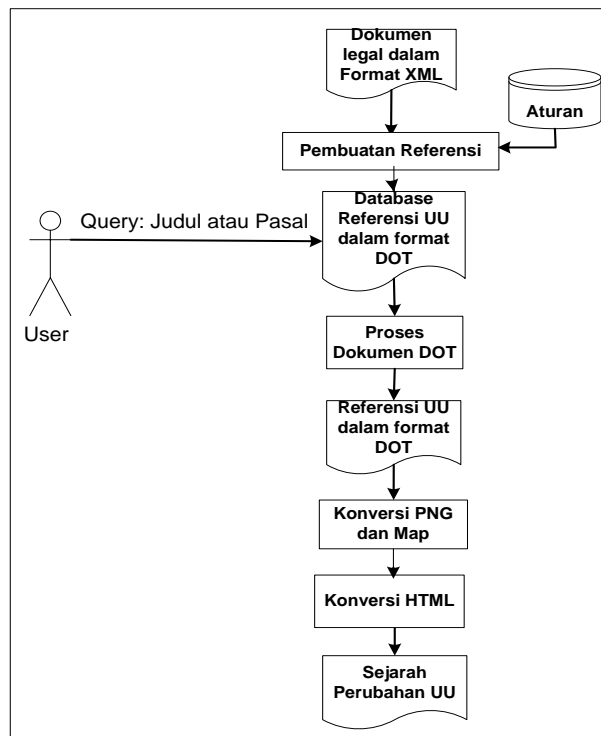 Dokumen
legal dalam
Format XML
Aturan
Pembuatan Referensi
Database
Referensi UU
dalam format
DOT
Query: Judul atau Pasal
User
Proses
Dokumen DOT
Referensi UU
dalam format
DOT
Konversi PNG
dan Map
Konversi HTML
Sejarah
Perubahan UU